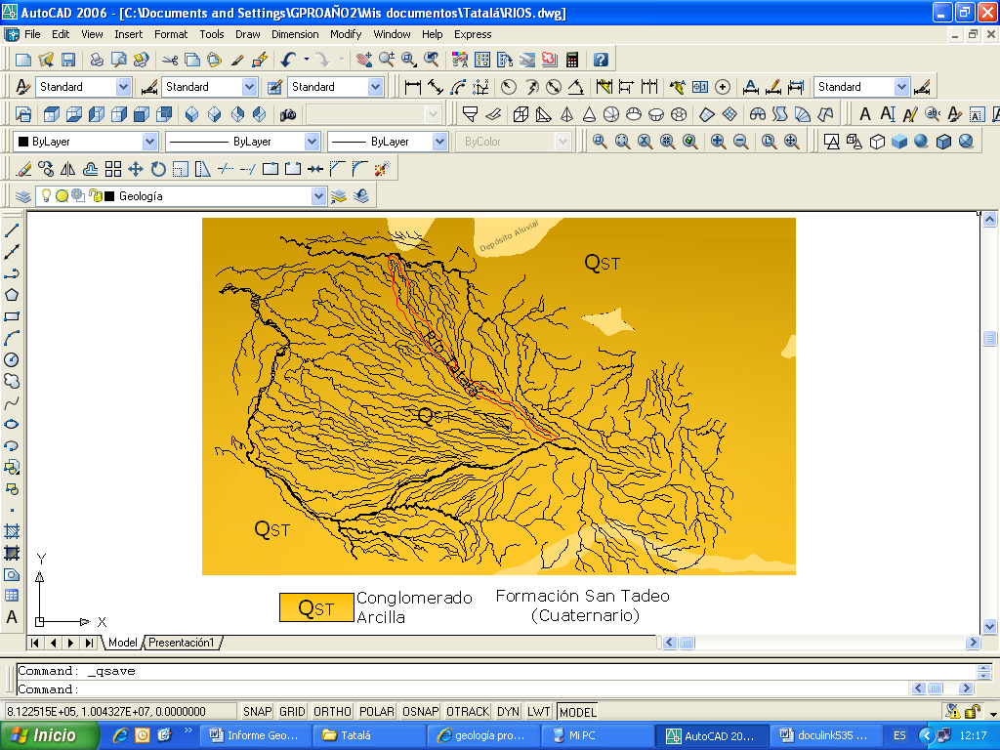 AutoCAD 2006 - [C:\Documents and Settings\GPROAÑO2\Mis documentos\Tatalá\RIOS.dwg]
File Edit View Insert Format Tools Draw Dimension Modify Window Help Express
Standard Standard Standard Standard
ByLayer ByLayer ByLayer ByColor
Geología
Depósito Aluvial
QST
QST
QST
QST Conglomerado
Arcilla
Formación San Tadeo
(Cuaternario)
Y
X
Model Presentación1
Command: _qsave
Command:
8.122515E+05, 1.004327E+07, 0.0000000 SNAP GRID ORTHO POLAR OSNAP OTRACK DYN LWT MODEL
Inicio Informe Geo... Tatalá geología pro... Mi PC AutoCAD 20... doculink535 ... ES 12:17